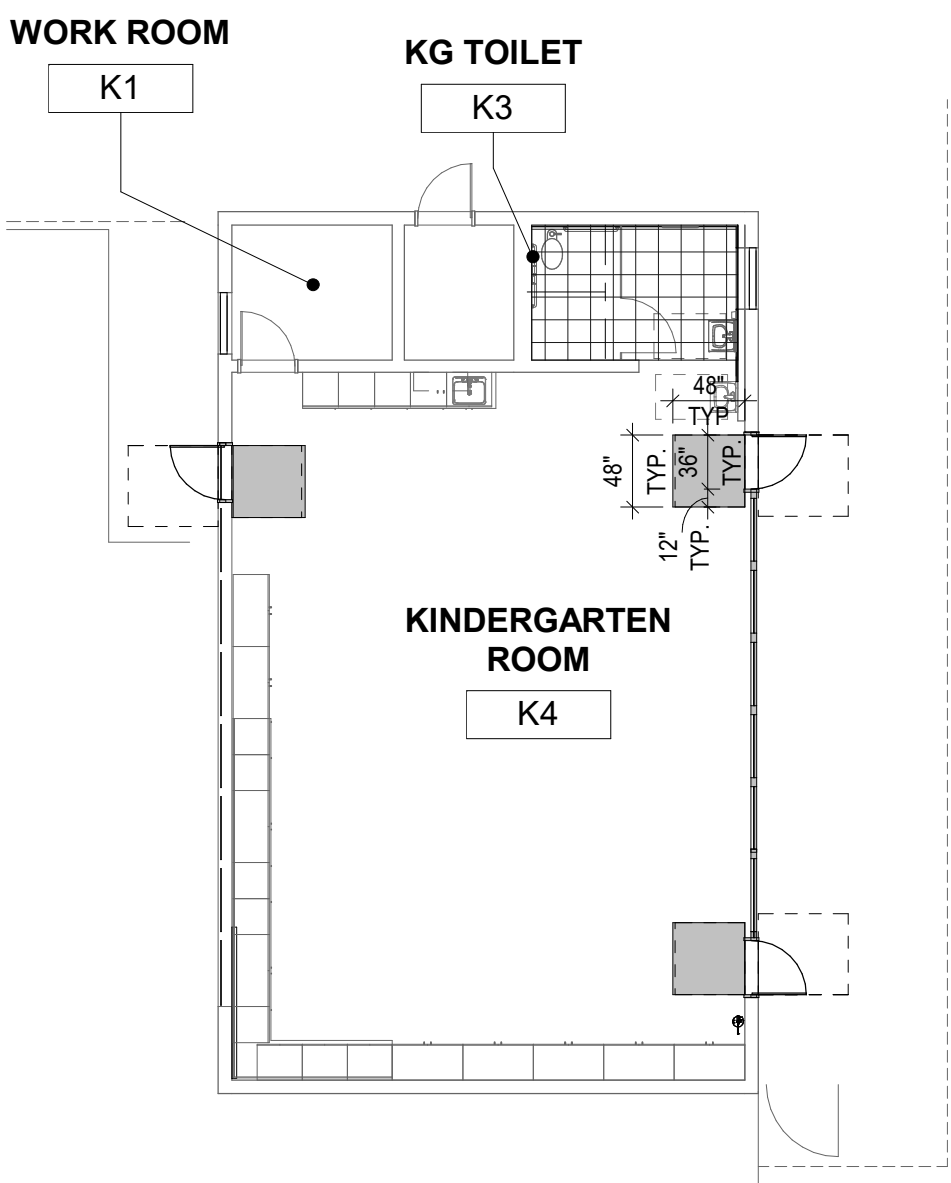 WORK ROOM
K1
KG TOILET
K3
48"
TYP
48"
TYP.
36"
TYP.
12"
TYP.
KINDERGARTEN
ROOM
K4